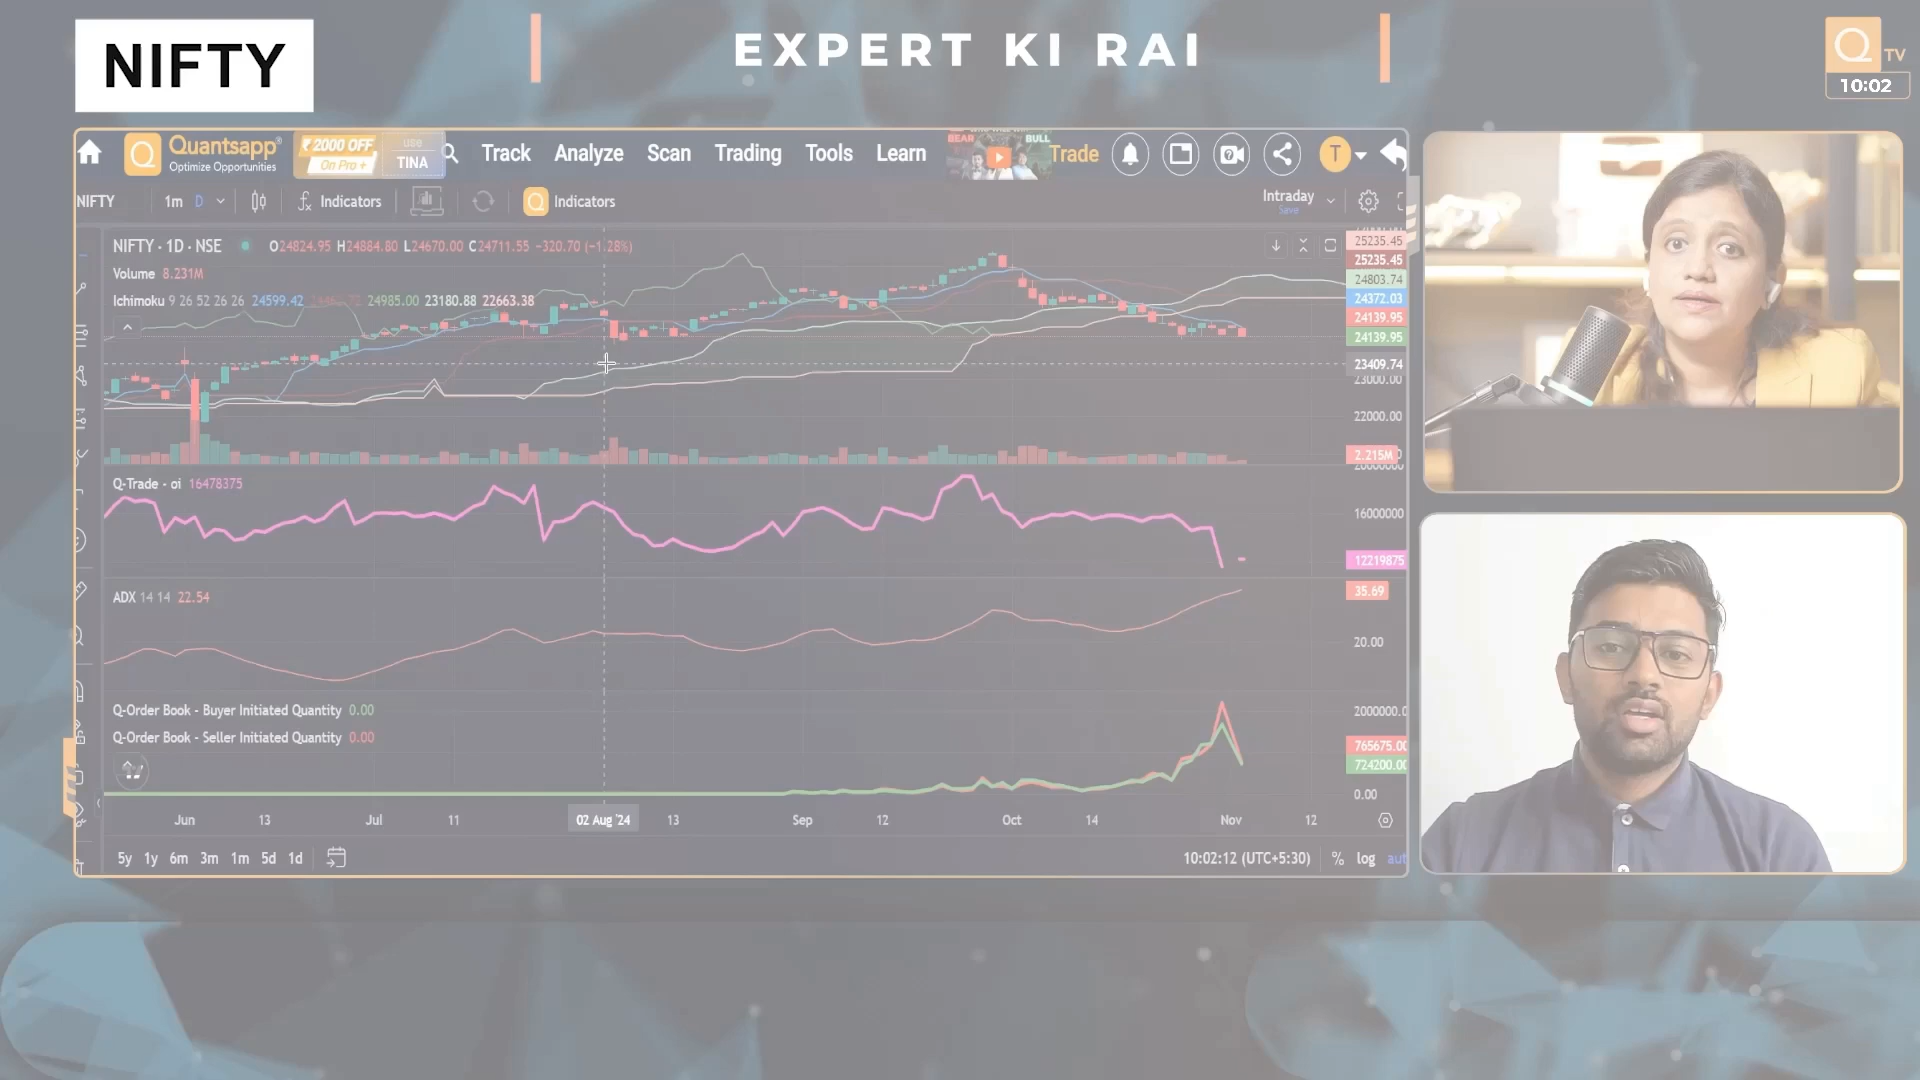 NIFTY
EXPERT KI RAI
Q TV
10:02
Quantsapp®
Optimize Opportunities
₹2000 OFF
On Pro+
use
TINA
Track Analyze Scan Trading Tools Learn
BEAR BULL
Trade
T
NIFTY 1m D Indicators Indicators
Intraday
Save
NIFTY · 1D · NSE O24824.95 H24884.80 L24670.00 C24711.55 −320.70 (−1.28%)
Volume 8.231M
Ichimoku 9 26 52 26 26 24599.42 24985.00 23180.88 22663.38
25235.45
25235.45
24803.74
24372.03
24139.95
24139.95
23409.74
23000.00
22000.00
2.215M
Q-Trade - oi 16478375
16000000
12219875
ADX 14 14 22.54
35.69
20.00
Q-Order Book - Buyer Initiated Quantity 0.00
Q-Order Book - Seller Initiated Quantity 0.00
2000000.0
765675.00
724200.00
0.00
Jun 13 Jul 11 02 Aug '24 13 Sep 12 Oct 14 Nov 12
5y 1y 6m 3m 1m 5d 1d
10:02:12 (UTC+5:30) % log aut